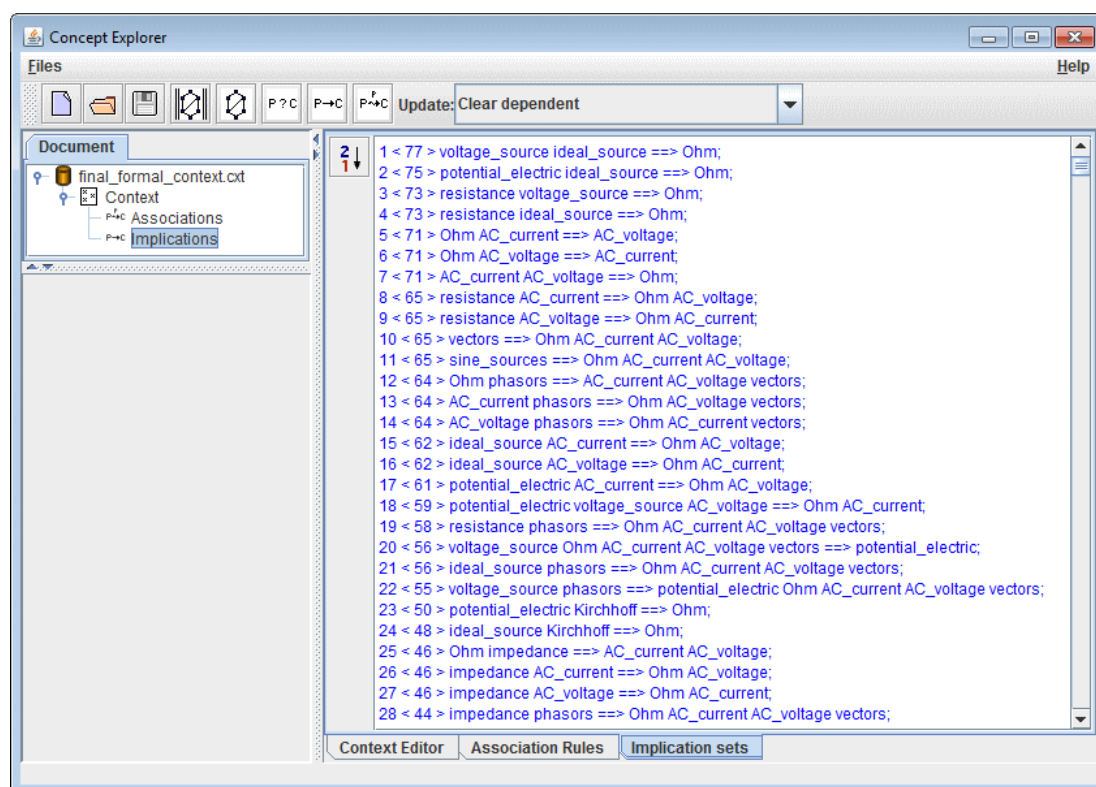 Concept Explorer
Files
Help
P?C
P→C
Update:
Clear dependent
Document
final_formal_context.cxt
Context
Associations
P→C Implications
2
1
1 < 77 > voltage_source ideal_source ==> Ohm;
2 < 75 > potential_electric ideal_source ==> Ohm;
3 < 73 > resistance voltage_source ==> Ohm;
4 < 73 > resistance ideal_source ==> Ohm;
5 < 71 > Ohm AC_current ==> AC_voltage;
6 < 71 > Ohm AC_voltage ==> AC_current;
7 < 71 > AC_current AC_voltage ==> Ohm;
8 < 65 > resistance AC_current ==> Ohm AC_voltage;
9 < 65 > resistance AC_voltage ==> Ohm AC_current;
10 < 65 > vectors ==> Ohm AC_current AC_voltage;
11 < 65 > sine_sources ==> Ohm AC_current AC_voltage;
12 < 64 > Ohm phasors ==> AC_current AC_voltage vectors;
13 < 64 > AC_current phasors ==> Ohm AC_voltage vectors;
14 < 64 > AC_voltage phasors ==> Ohm AC_current vectors;
15 < 62 > ideal_source AC_current ==> Ohm AC_voltage;
16 < 62 > ideal_source AC_voltage ==> Ohm AC_current;
17 < 61 > potential_electric AC_current ==> Ohm AC_voltage;
18 < 59 > potential_electric voltage_source AC_voltage ==> Ohm AC_current;
19 < 58 > resistance phasors ==> Ohm AC_current AC_voltage vectors;
20 < 56 > voltage_source Ohm AC_current AC_voltage vectors ==> potential_electric;
21 < 56 > ideal_source phasors ==> Ohm AC_current AC_voltage vectors;
22 < 55 > voltage_source phasors ==> potential_electric Ohm AC_current AC_voltage vectors;
23 < 50 > potential_electric Kirchhoff ==> Ohm;
24 < 48 > ideal_source Kirchhoff ==> Ohm;
25 < 46 > Ohm impedance ==> AC_current AC_voltage;
26 < 46 > impedance AC_current ==> Ohm AC_voltage;
27 < 46 > impedance AC_voltage ==> Ohm AC_current;
28 < 44 > impedance phasors ==> Ohm AC_current AC_voltage vectors;
Context Editor
Association Rules
Implication sets